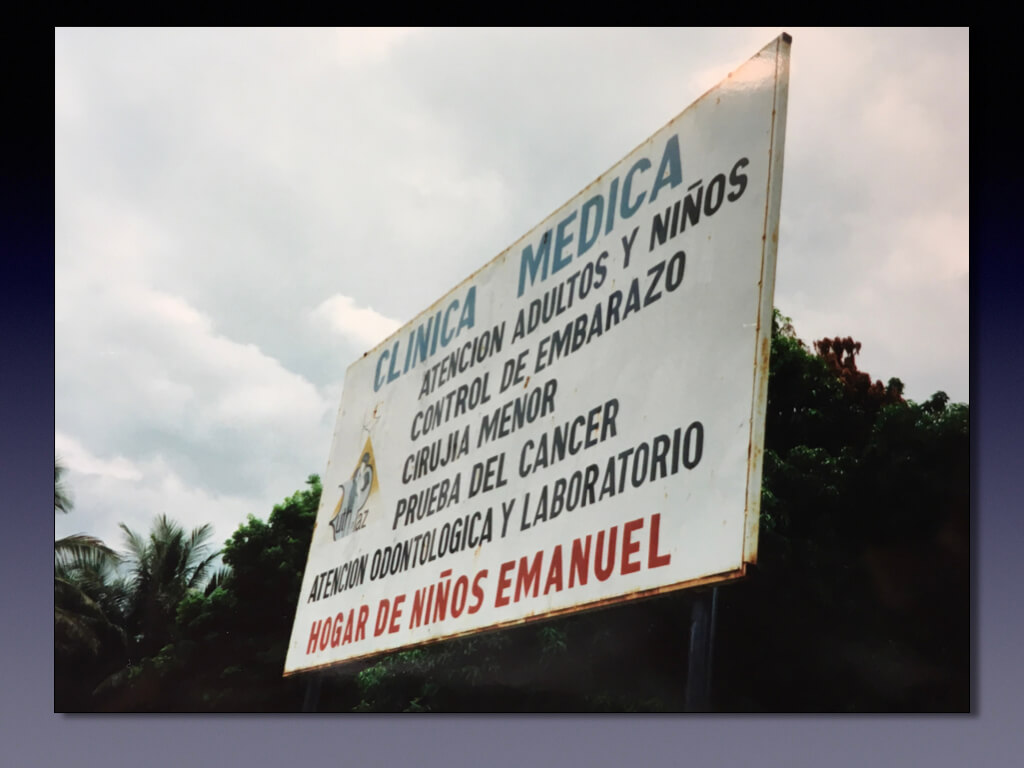 CLINICA MEDICA
ATENCION ADULTOS Y NIÑOS
CONTROL DE EMBARAZO
CIRUJIA MENOR
PRUEBA DEL CANCER
ATENCION ODONTOLOGICA Y LABORATORIO
HOGAR DE NIÑOS EMANUEL